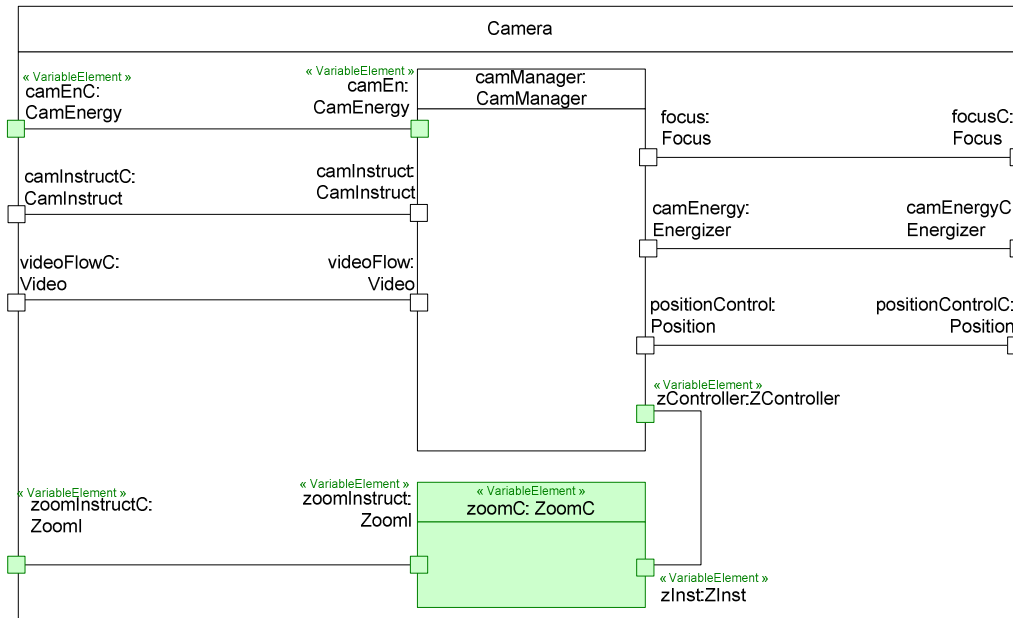 Camera
« VariableElement »
camEnC:
CamEnergy
« VariableElement »
camEn:
CamEnergy
camManager:
CamManager
focus:
Focus
focusC:
Focus
camInstructC:
CamInstruct
camInstruct:
CamInstruct
camEnergy:
Energizer
camEnergyC
Energizer
videoFlowC:
Video
videoFlow:
Video
positionControl:
Position
positionControlC:
Position
« VariableElement »
zController:ZController
« VariableElement »
zoomInstructC:
ZoomI
« VariableElement »
zoomInstruct:
ZoomI
« VariableElement »
zoomC: ZoomC
« VariableElement »
zInst:ZInst